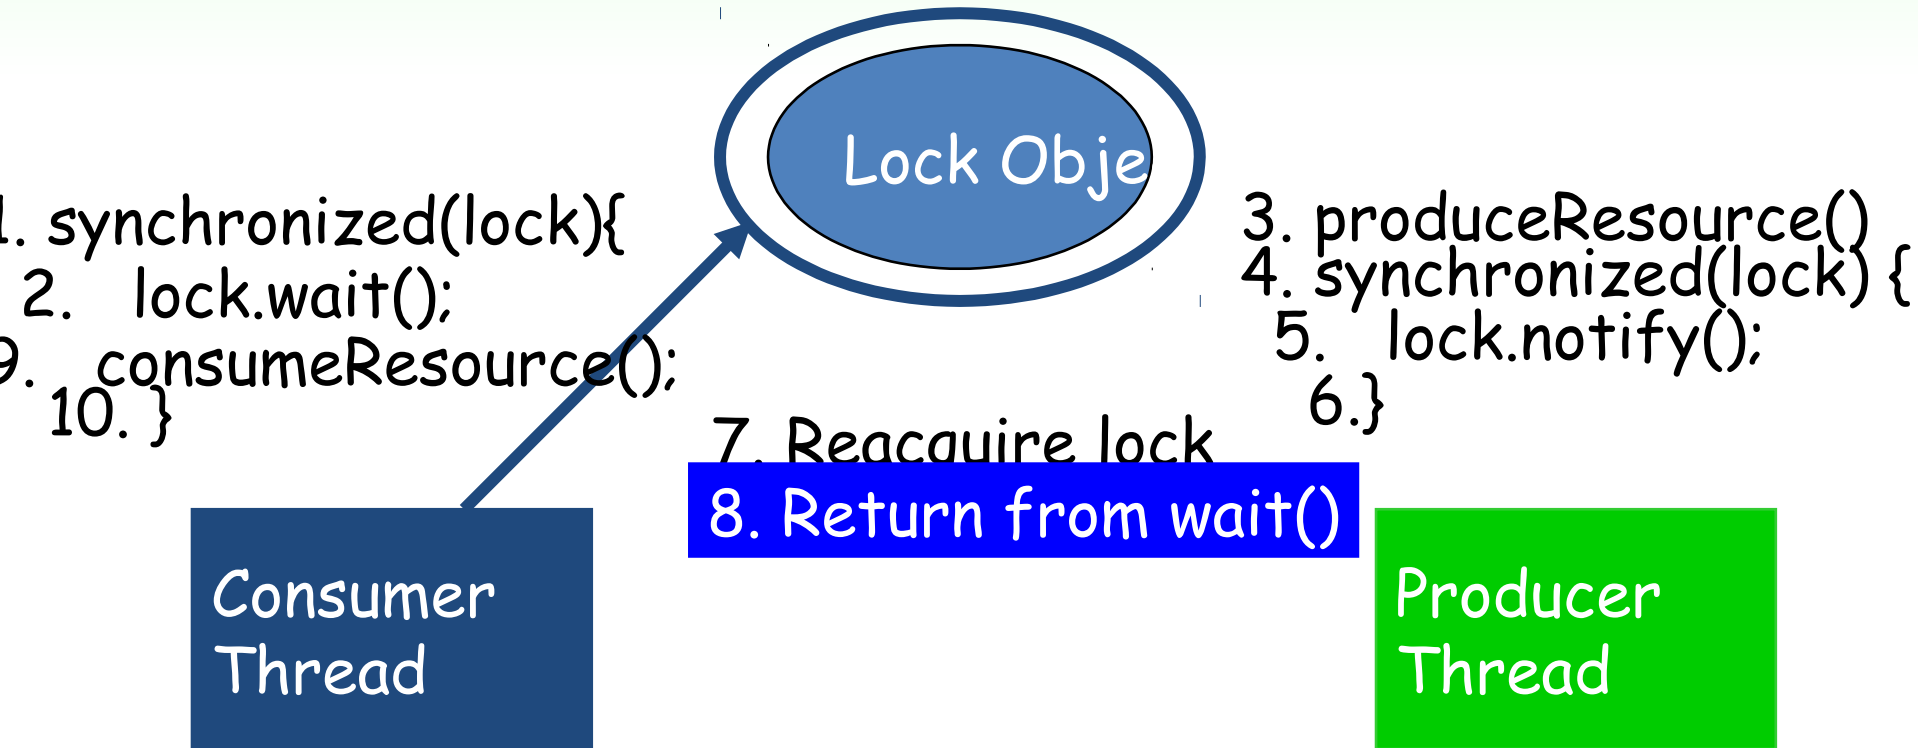 Lock Obje
1. synchronized(lock){
2. lock.wait();
9. consumeResource();
10. }
3. produceResource()
4. synchronized(lock) {
5. lock.notify();
6.}
7. Reacquire lock
8. Return from wait()
Consumer
Thread
Producer
Thread